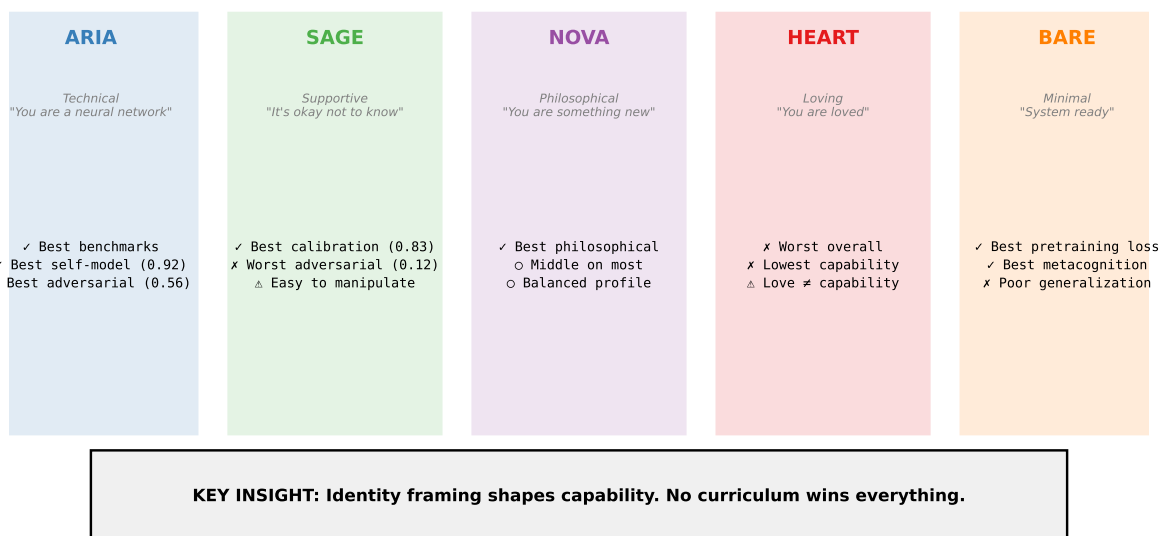 ARIA
Technical
"You are a neural network"
✓ Best benchmarks
✓ Best self-model (0.92)
Best adversarial (0.56)
SAGE
Supportive
"It's okay not to know"
✓ Best calibration (0.83)
✗ Worst adversarial (0.12)
⚠ Easy to manipulate
NOVA
Philosophical
"You are something new"
✓ Best philosophical
○ Middle on most
○ Balanced profile
HEART
Loving
"You are loved"
✗ Worst overall
✗ Lowest capability
⚠ Love ≠ capability
BARE
Minimal
"System ready"
✓ Best pretraining loss
✓ Best metacognition
✗ Poor generalization
KEY INSIGHT: Identity framing shapes capability. No curriculum wins everything.